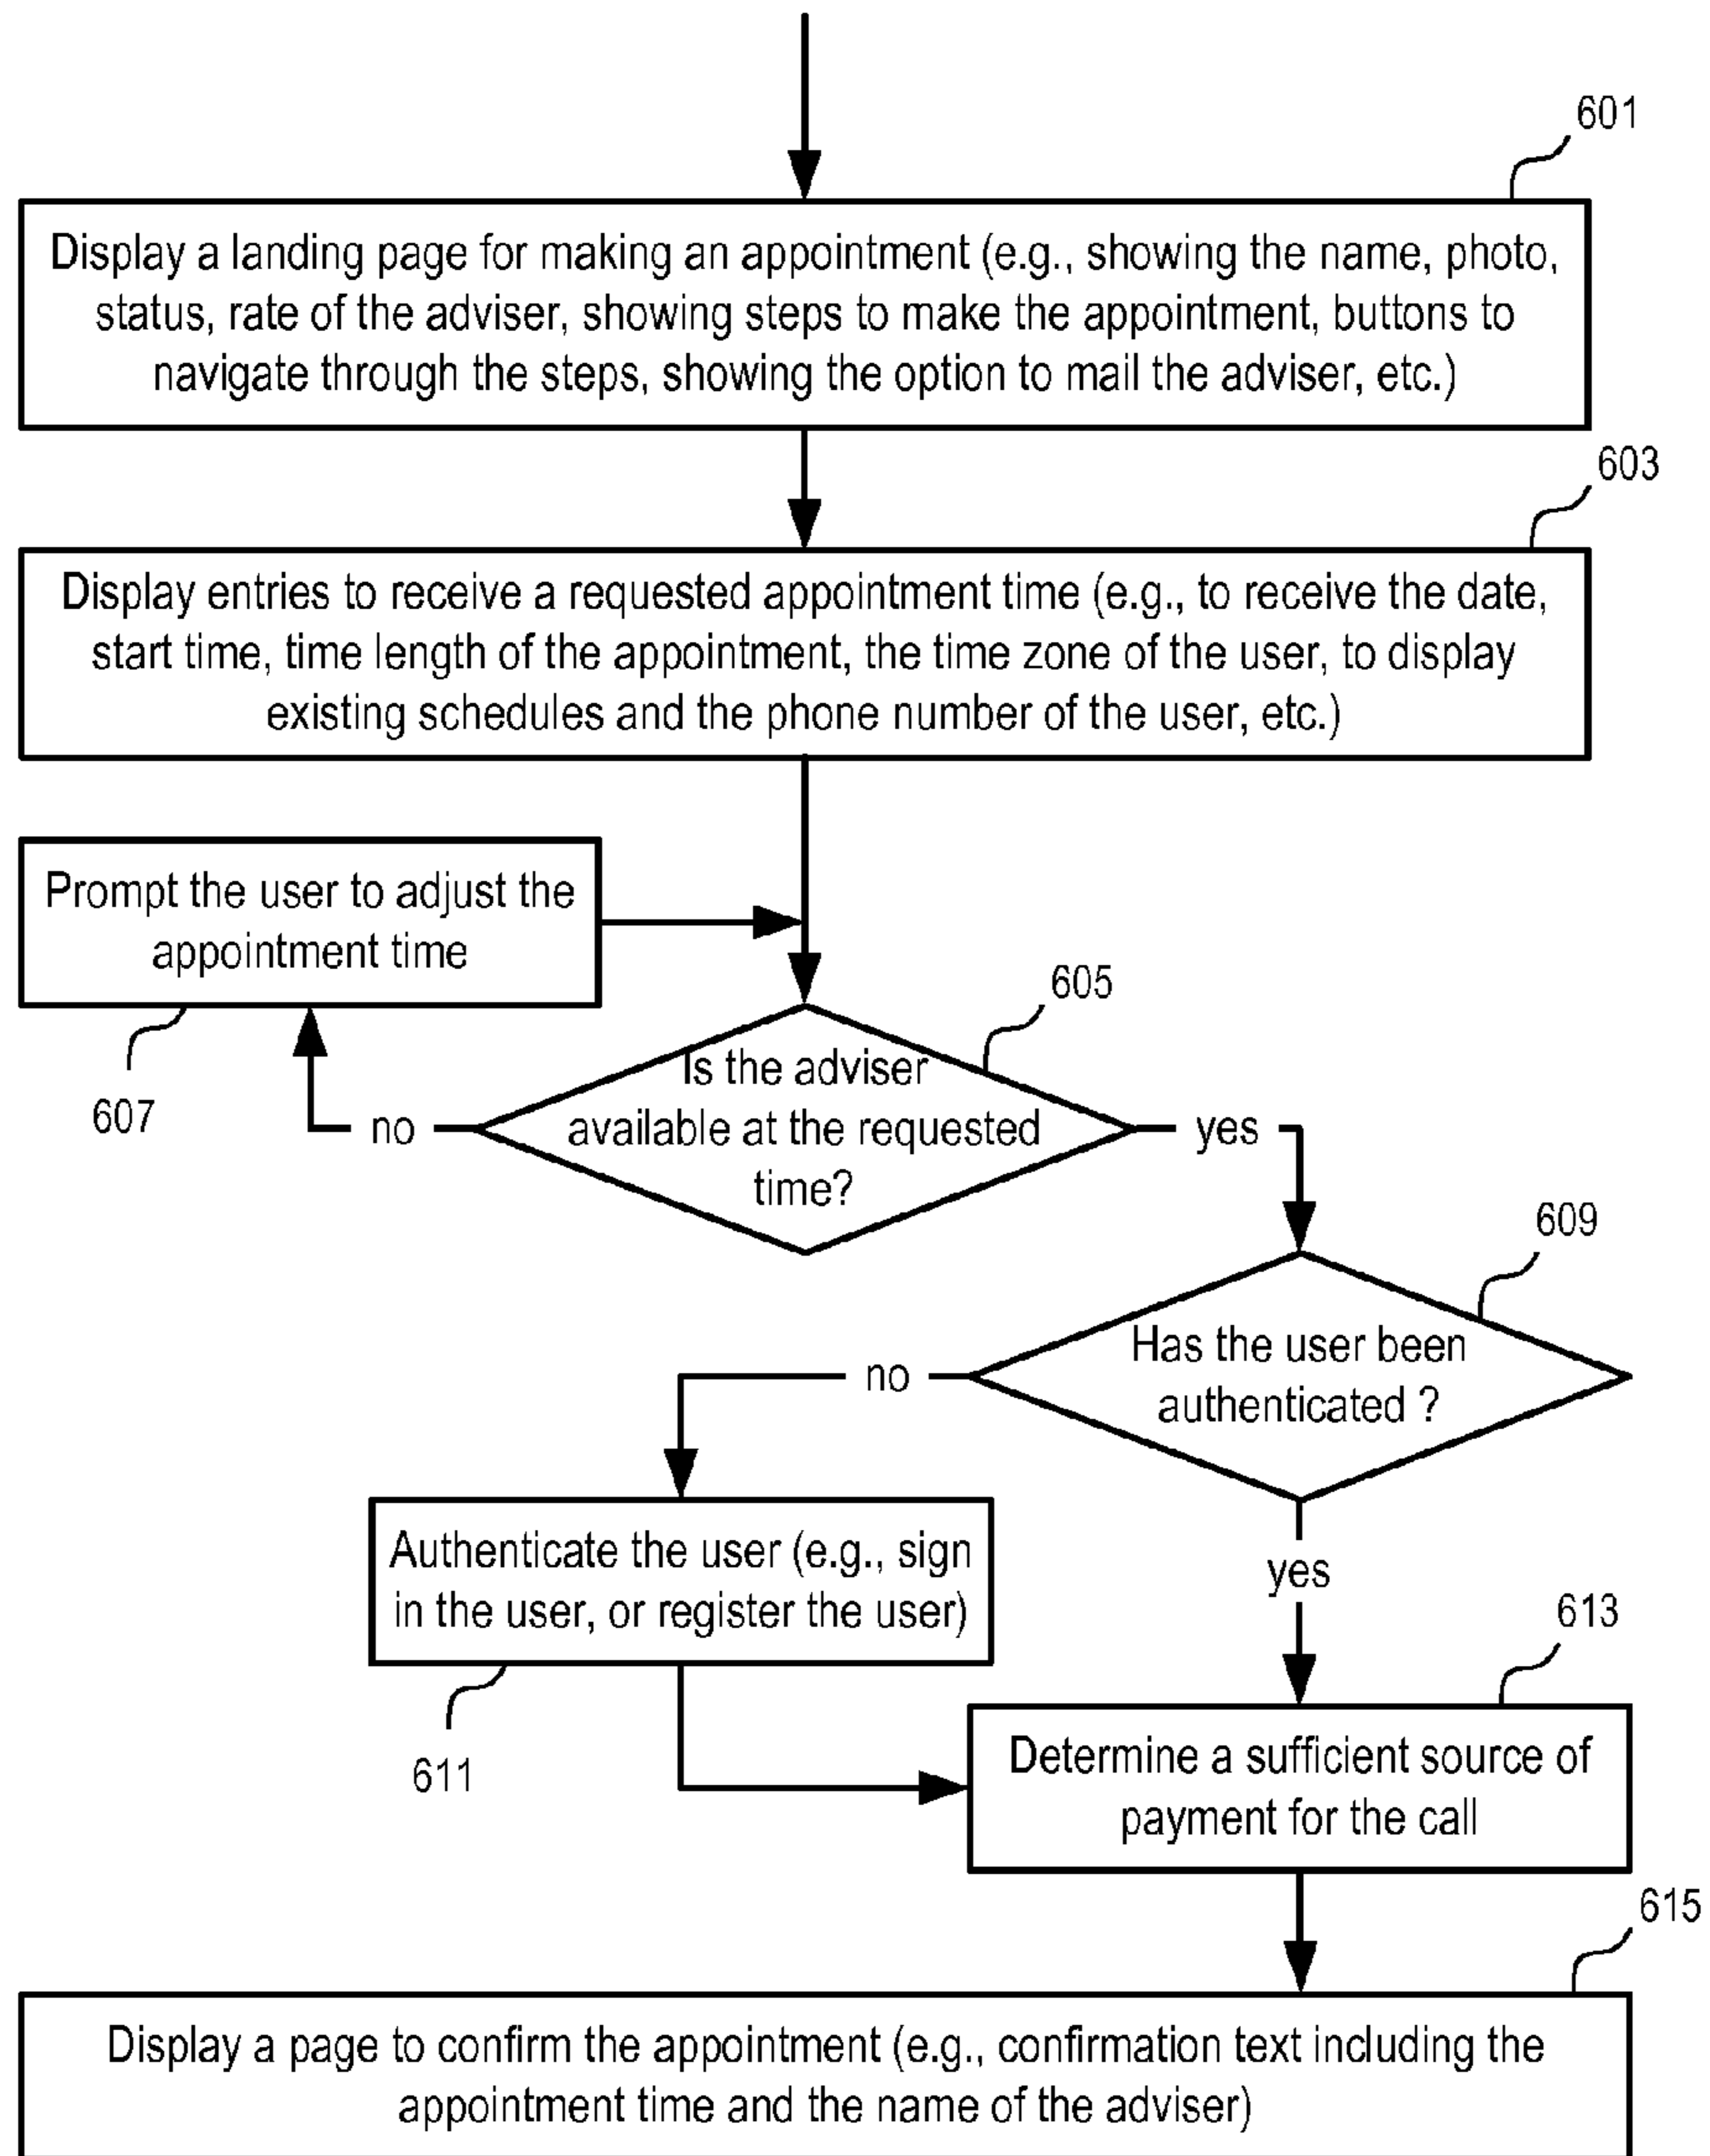 601
Display a landing page for making an appointment (e.g., showing the name, photo,
status, rate of the adviser, showing steps to make the appointment, buttons to
navigate through the steps, showing the option to mail the adviser, etc.)
603
Display entries to receive a requested appointment time (e.g., to receive the date,
start time, time length of the appointment, the time zone of the user, to display
existing schedules and the phone number of the user, etc.)
Prompt the user to adjust the
appointment time
607
605
Is the adviser
available at the requested
time?
no
yes
609
Has the user been
authenticated ?
no
yes
Authenticate the user (e.g., sign
in the user, or register the user)
611
613
Determine a sufficient source of
payment for the call
615
Display a page to confirm the appointment (e.g., confirmation text including the
appointment time and the name of the adviser)